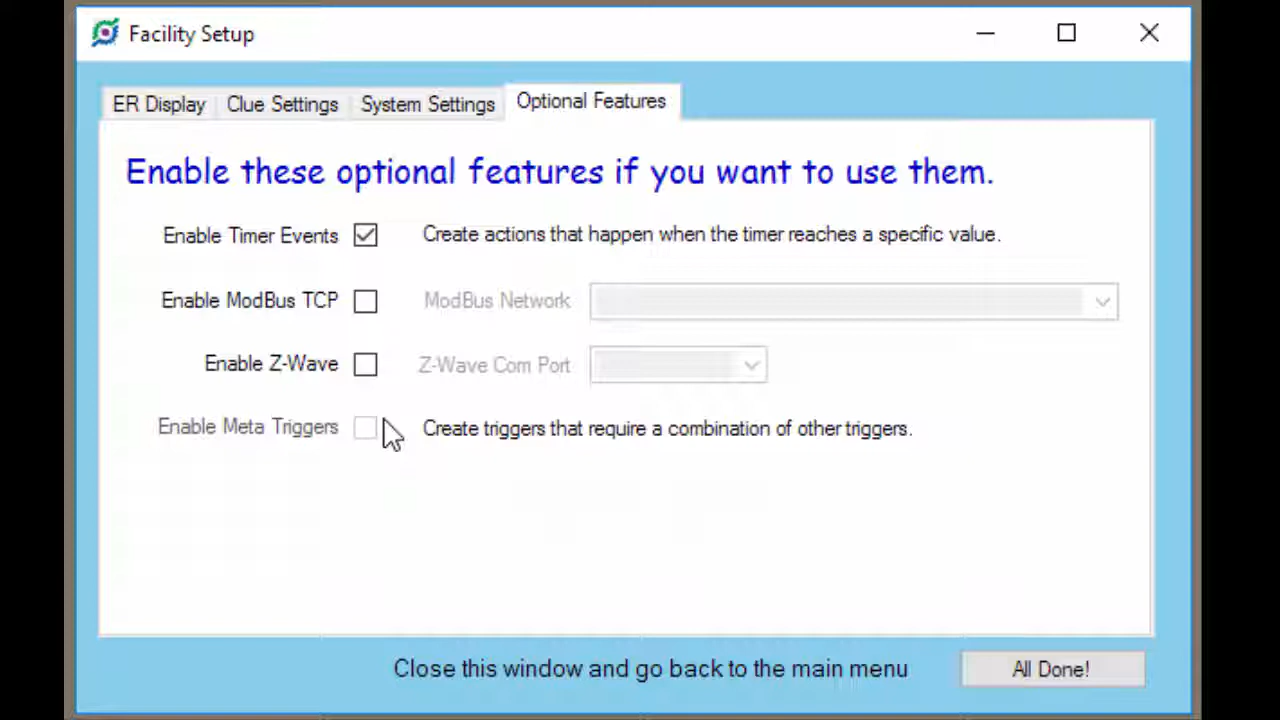 Facility Setup
ER Display Clue Settings System Settings Optional Features
Enable these optional features if you want to use them.
Enable Timer Events Create actions that happen when the timer reaches a specific value.
Enable ModBus TCP ModBus Network
Enable Z-Wave Z-Wave Com Port
Enable Meta Triggers Create triggers that require a combination of other triggers.
Close this window and go back to the main menu All Done!